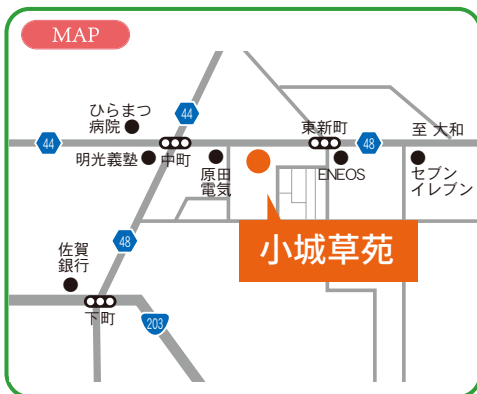 MAP
ひらまつ
病院
44
44
東新町
至 大和
48
明光義塾
中町
原田
電気
ENEOS
セブン
イレブン
小城草苑
48
佐賀
銀行
下町
203